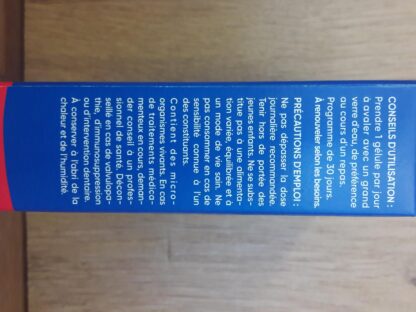 CONSEILS D'UTILISATION :
Prendre 1 gélule par jour
à avaler avec un grand
verre d'eau, de préférence
au cours d'un repas.
Programme de 30 jours.
À renouveler selon les besoins.
PRÉCAUTIONS D'EMPLOI :
Ne pas dépasser la dose
journalière recommandée.
Tenir hors de portée des
jeunes enfants. Ne se subs-
titue pas à une alimenta-
tion variée, équilibrée et à
un mode de vie sain. Ne
pas consommer en cas de
sensibilité connue à l'un
des constituants.
Contient des micro-
organismes vivants. En cas
de traitements médica-
menteux en cours, deman-
der conseil à un profes-
sionnel de santé. Décon-
seillé en cas de valvulopa-
thie, d'immunosuppression
ou d'intervention dentaire.
À conserver à l'abri de la
chaleur et de l'humidité.